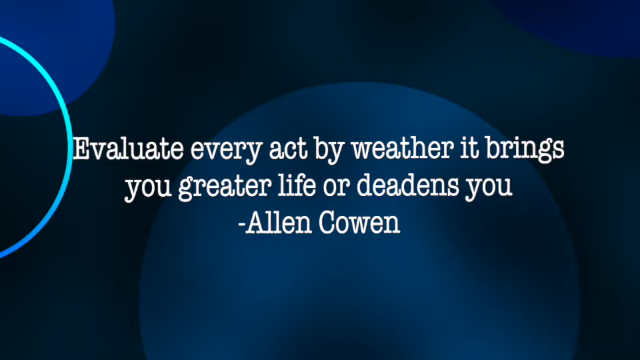 Evaluate every act by weather it brings
you greater life or deadens you
-Allen Cowen